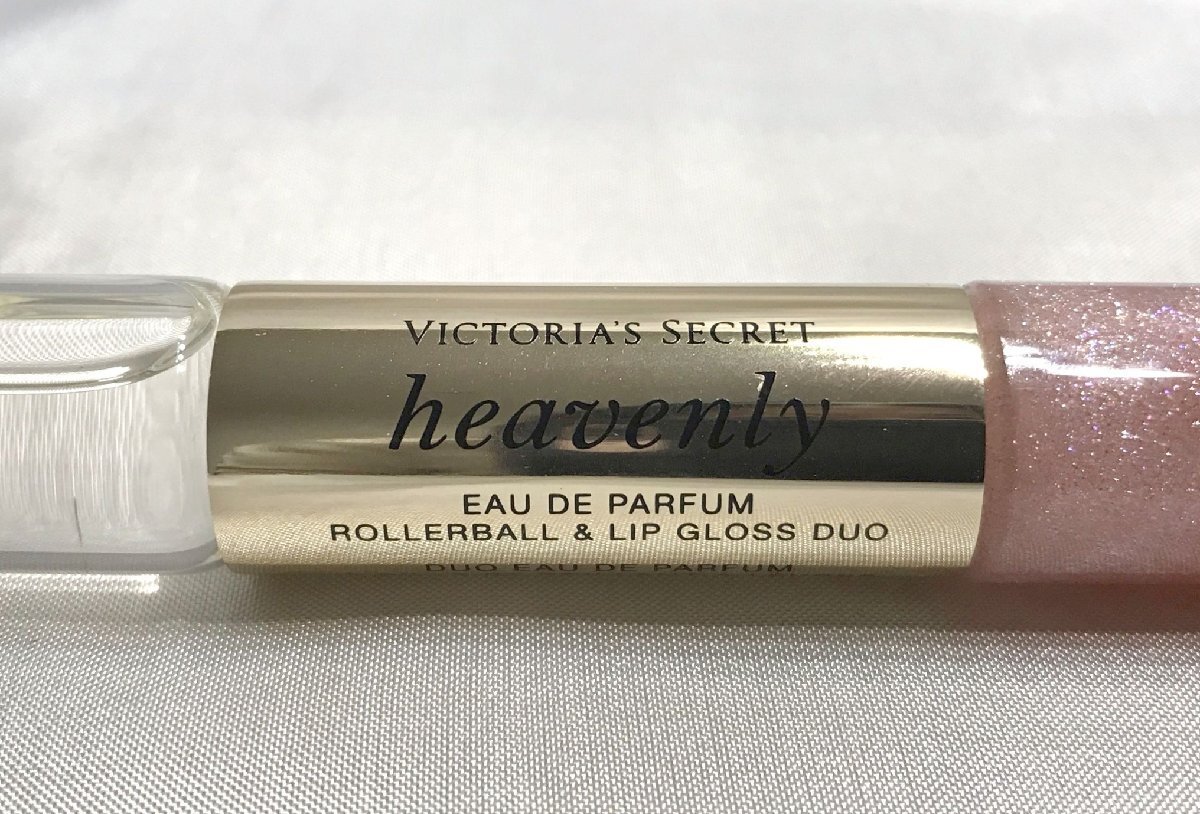 VICTORIA'S SECRET
heavenly
EAU DE PARFUM
ROLLERBALL & LIP GLOSS DUO
DUO EAU DE PARFUM